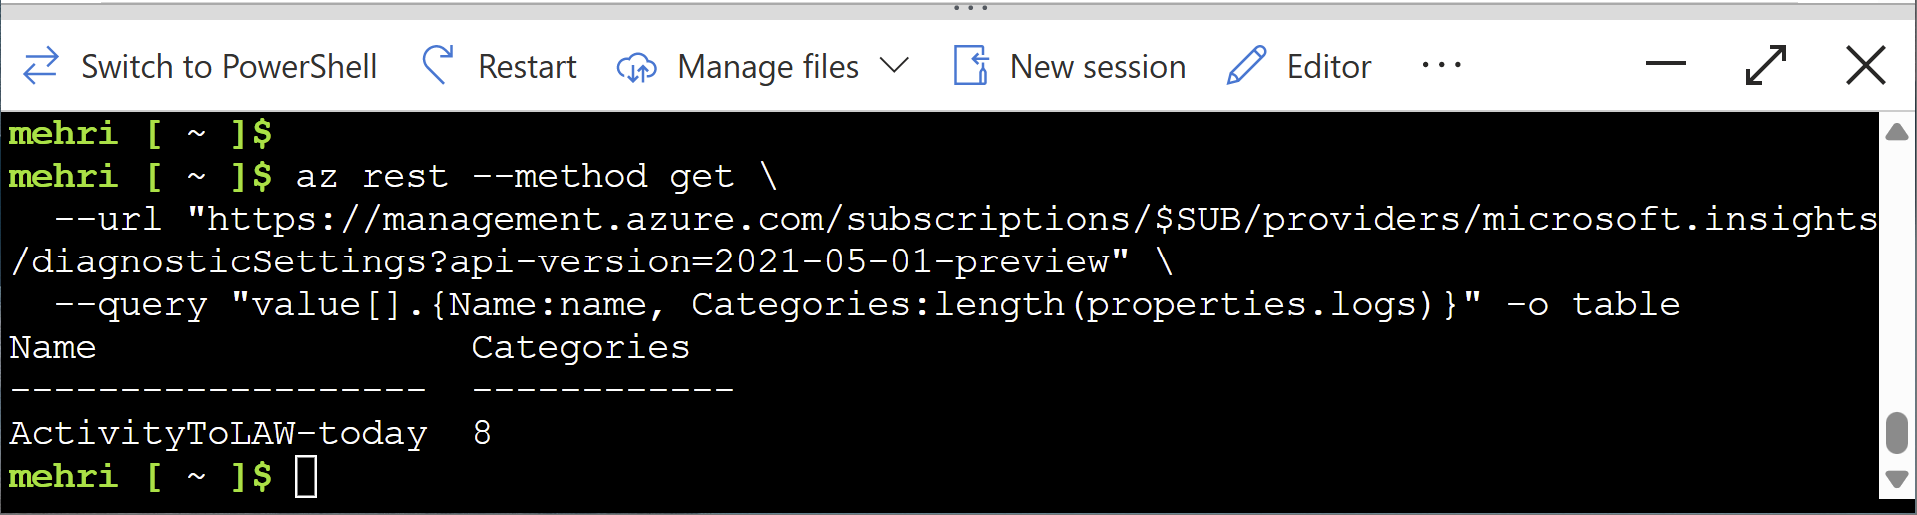 Switch to PowerShell Restart Manage files New session Editor
mehri [ ~ ]$
mehri [ ~ ]$ az rest --method get \
  --url "https://management.azure.com/subscriptions/$SUB/providers/microsoft.insights
/diagnosticSettings?api-version=2021-05-01-preview" \
  --query "value[].{Name:name, Categories:length(properties.logs)}" -o table
Name                 Categories
-------------------  ------------
ActivityToLAW-today  8
mehri [ ~ ]$